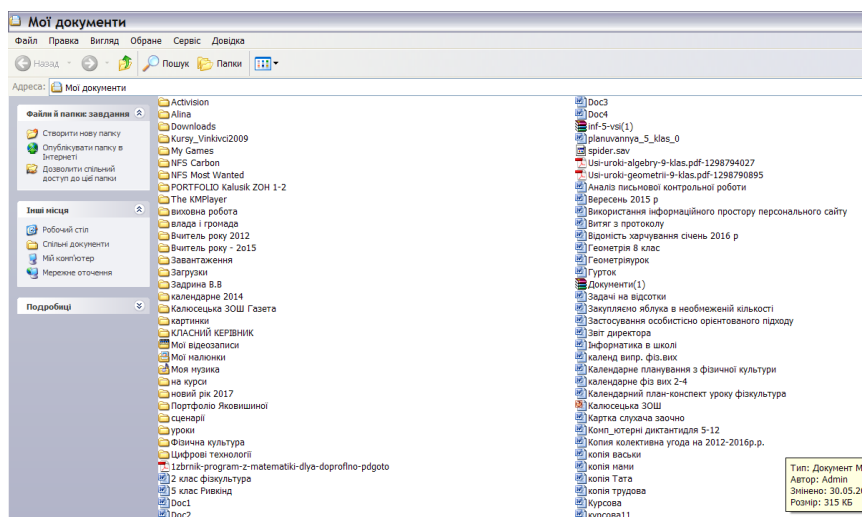 Мої документи
Файл Правка Вигляд Обране Сервіс Довідка
Назад Пошук Папки
Адреса: Мої документи
Файли й папки: завдання
Створити нову папку
Опублікувати папку в
Інтернеті
Дозволити спільний
доступ до цієї папки
Інші місця
Робочий стіл
Спільні документи
Мій комп'ютер
Мережне оточення
Подробиці
Activision
Alina
Downloads
Kursy_Vinkivci2009
My Games
NFS Carbon
NFS Most Wanted
PORTFOLIO Kalusik ZOH 1-2
The KMPlayer
виховна робота
влада і громада
Вчитель року 2012
Вчитель року - 2о15
Завантаження
Загрузки
Задрина В.В
календарне 2014
Калюсецька ЗОШ Газета
картинки
КЛАСНИЙ КЕРІВНИК
Мої відеозаписи
Мої малюнки
Моя музика
на курси
новий рік 2017
Портфоліо Яковишиної
сценарії
уроки
Фізична культура
Цифрові технології
1zbrnik-program-z-matematiki-dlya-doproflno-pdgoto
2 клас фізкультура
5 клас Ривкінд
Doc1
Doc2
Doc3
Doc4
inf-5-vsi(1)
planuvannya_5_klas_0
spider.sav
Usi-uroki-algebry-9-klas.pdf-1298794027
Usi-uroki-geometrii-9-klas.pdf-1298790895
Аналіз письмової контрольної роботи
Вересень 2015 р
Використання інформаційного простору персонального сайту
Витяг з протоколу
Відомість харчування січень 2016 р
Геометрія 8 клас
Геометріяурок
Гурток
Документи(1)
Задачі на відсотки
Закупляємо яблука в необмеженій кількості
Застосування особистісно орієнтованого підходу
Звіт директора
Інформатика в школі
календ випр. фіз.вих
Календарне планування з фізичної культури
календарне фіз вих 2-4
Календарний план-конспект уроку фізкультура
Калюсецька ЗОШ
Картка слухача заочно
Комп_ютерні диктантидля 5-12
Копия колективна угода на 2012-2016р.р.
копія васьки
копія мами
копія Тата
копія трудова
Курсова
курсова11
Тип: Документ M
Автор: Admin
Змінено: 30.05.20
Розмір: 315 КБ